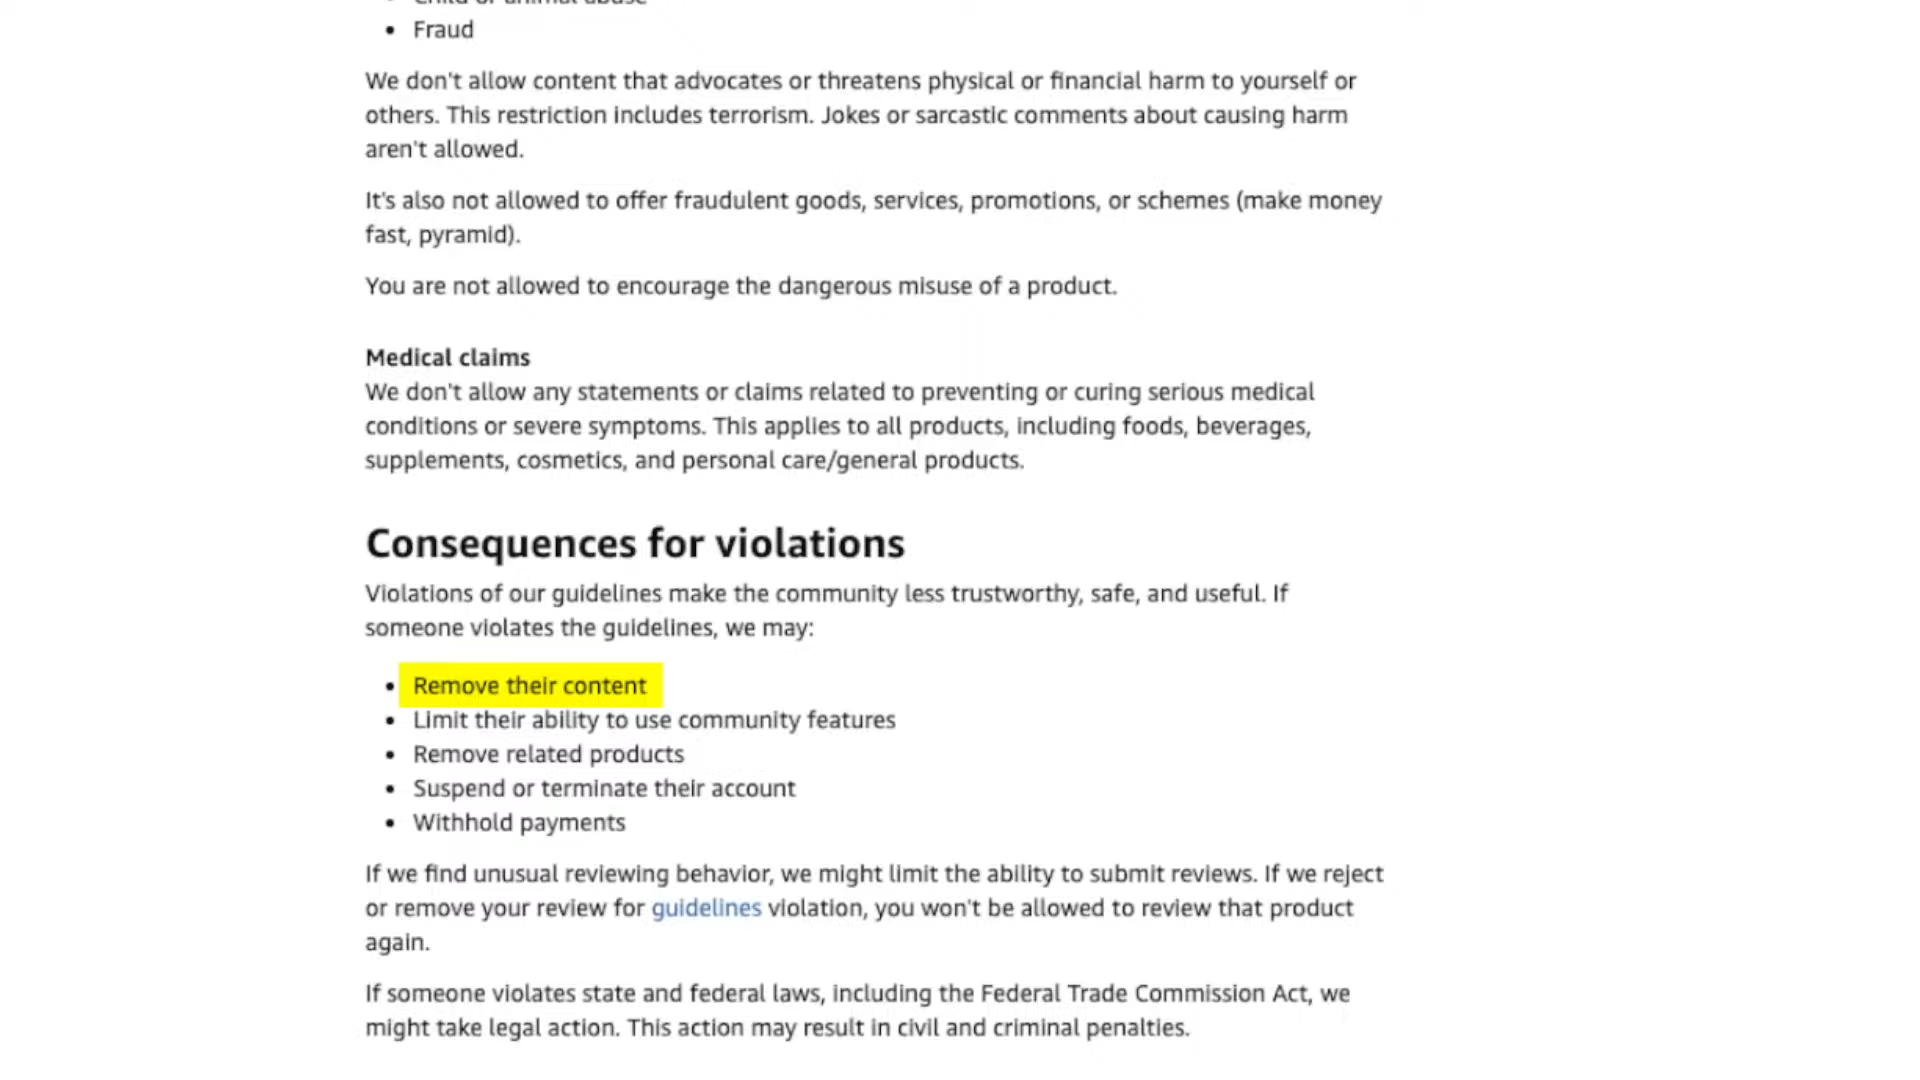 Child or animal abuse
Fraud
We don't allow content that advocates or threatens physical or financial harm to yourself or
others. This restriction includes terrorism. Jokes or sarcastic comments about causing harm
aren't allowed.
It's also not allowed to offer fraudulent goods, services, promotions, or schemes (make money
fast, pyramid).
You are not allowed to encourage the dangerous misuse of a product.
Medical claims
We don't allow any statements or claims related to preventing or curing serious medical
conditions or severe symptoms. This applies to all products, including foods, beverages,
supplements, cosmetics, and personal care/general products.
Consequences for violations
Violations of our guidelines make the community less trustworthy, safe, and useful. If
someone violates the guidelines, we may:
Remove their content
Limit their ability to use community features
Remove related products
Suspend or terminate their account
Withhold payments
If we find unusual reviewing behavior, we might limit the ability to submit reviews. If we reject
or remove your review for guidelines violation, you won't be allowed to review that product
again.
If someone violates state and federal laws, including the Federal Trade Commission Act, we
might take legal action. This action may result in civil and criminal penalties.